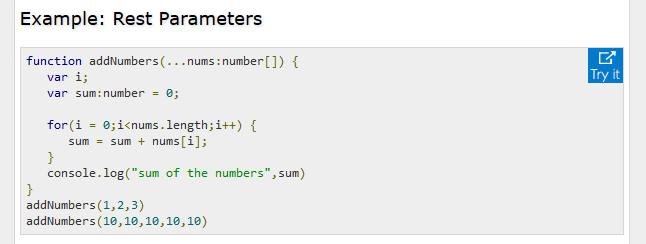 Example: Rest Parameters
Try it
function addNumbers(...nums:number[]) {
   var i;
   var sum:number = 0;

   for(i = 0;i<nums.length;i++) {
      sum = sum + nums[i];
   }
   console.log("sum of the numbers",sum)
}
addNumbers(1,2,3)
addNumbers(10,10,10,10,10)